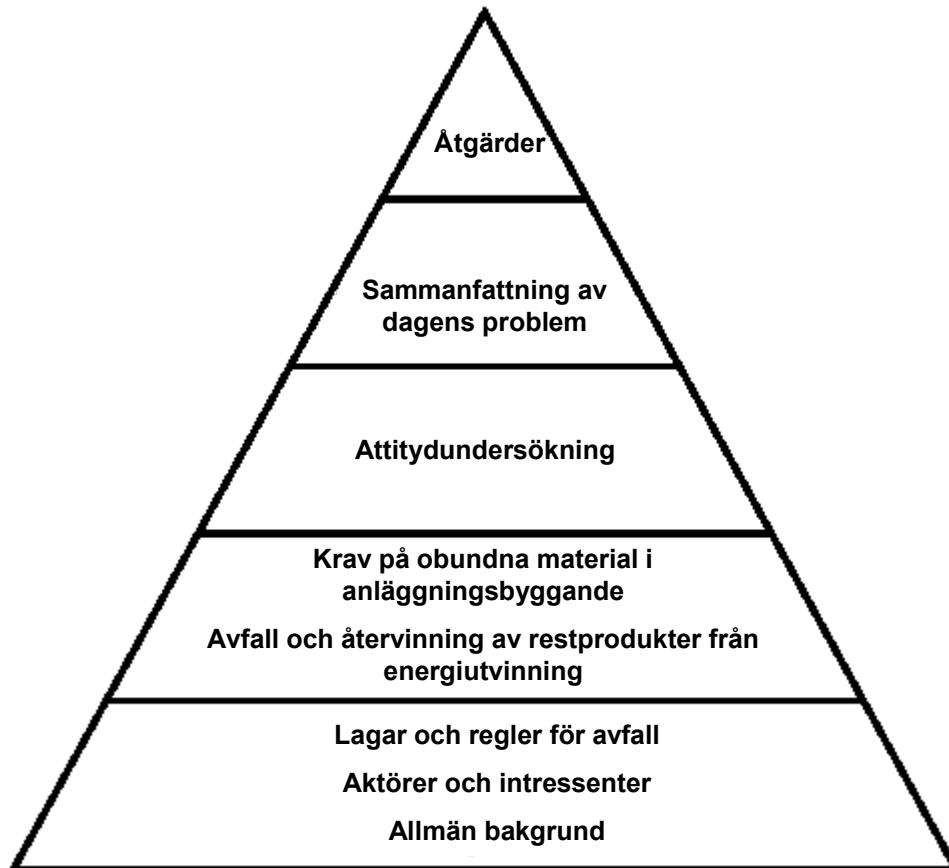 Åtgärder
Sammanfattning av
dagens problem
Attitydundersökning
Krav på obundna material i
anläggningsbyggande
Avfall och återvinning av restprodukter från
energiutvinning
Lagar och regler för avfall
Aktörer och intressenter
Allmän bakgrund